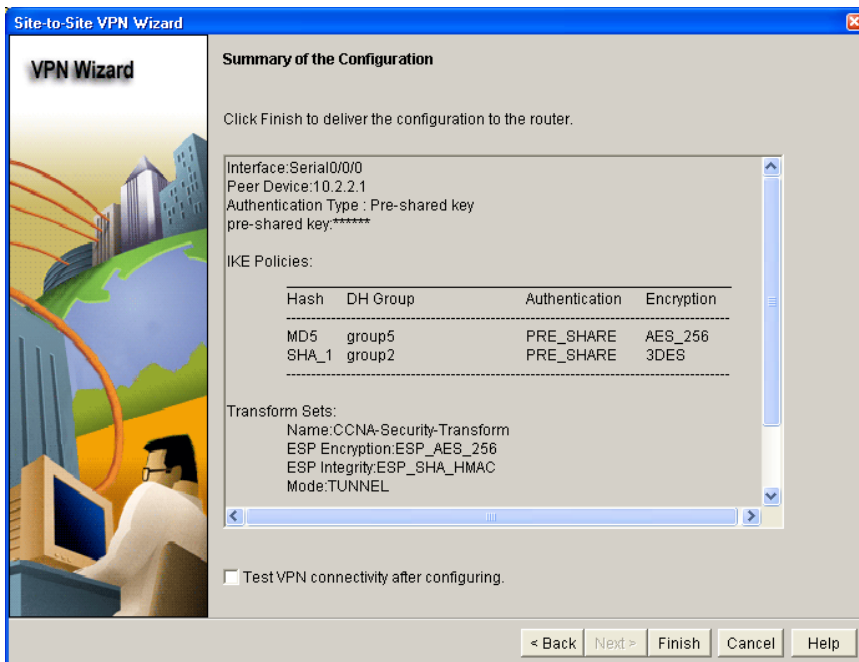 Site-to-Site VPN Wizard
VPN Wizard
Summary of the Configuration
Click Finish to deliver the configuration to the router.
Interface:Serial0/0/0
Peer Device:10.2.2.1
Authentication Type : Pre-shared key
pre-shared key:******
IKE Policies:
Hash DH Group Authentication Encryption
MD5 group5 PRE_SHARE AES_256
SHA_1 group2 PRE_SHARE 3DES
Transform Sets:
Name:CCNA-Security-Transform
ESP Encryption:ESP_AES_256
ESP Integrity:ESP_SHA_HMAC
Mode:TUNNEL
Test VPN connectivity after configuring.
< Back Next > Finish Cancel Help